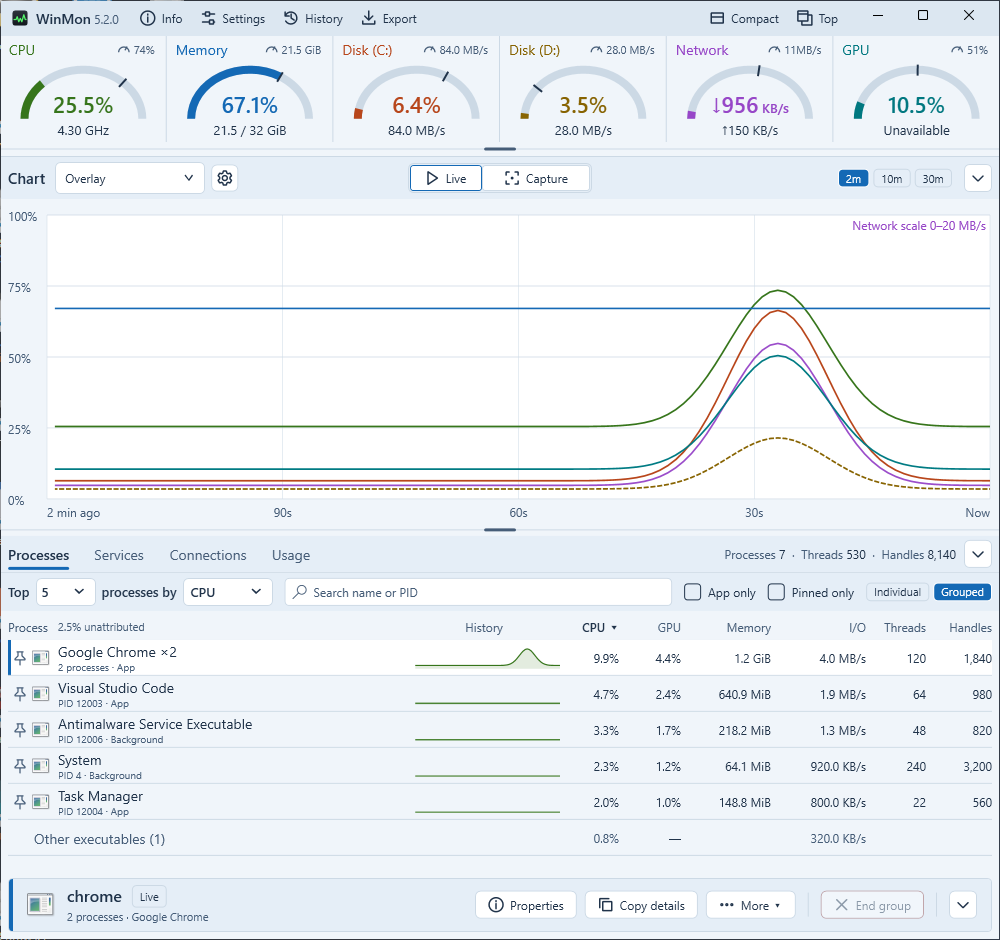 WinMon 5.2.0 Info Settings History Export Compact Top
CPU 74% Memory 21.5 GiB Disk (C:) 84.0 MB/s Disk (D:) 28.0 MB/s Network 11MB/s GPU 51%
25.5% 67.1% 6.4% 3.5% ↓956 KB/s 10.5%
4.30 GHz 21.5 / 32 GiB 84.0 MB/s 28.0 MB/s ↑150 KB/s Unavailable
Chart Overlay Live Capture 2m 10m 30m
100%
Network scale 0–20 MB/s
75%
50%
25%
0%
2 min ago 90s 60s 30s Now
Processes Services Connections Usage Processes 7 · Threads 530 · Handles 8,140
Top 5 processes by CPU Search name or PID App only Pinned only Individual Grouped
Process 2.5% unattributed History CPU GPU Memory I/O Threads Handles
Google Chrome ×2
2 processes · App
9.9% 4.4% 1.2 GiB 4.0 MB/s 120 1,840
Visual Studio Code
PID 12003 · App
4.7% 2.4% 640.9 MiB 1.9 MB/s 64 980
Antimalware Service Executable
PID 12006 · Background
3.3% 1.7% 218.2 MiB 1.3 MB/s 48 820
System
PID 4 · Background
2.3% 1.2% 64.1 MiB 920.0 KB/s 240 3,200
Task Manager
PID 12004 · App
2.0% 1.0% 148.8 MiB 800.0 KB/s 22 560
Other executables (1) 0.8% — 320.0 KB/s
chrome Live
2 processes · Google Chrome
Properties Copy details More End group